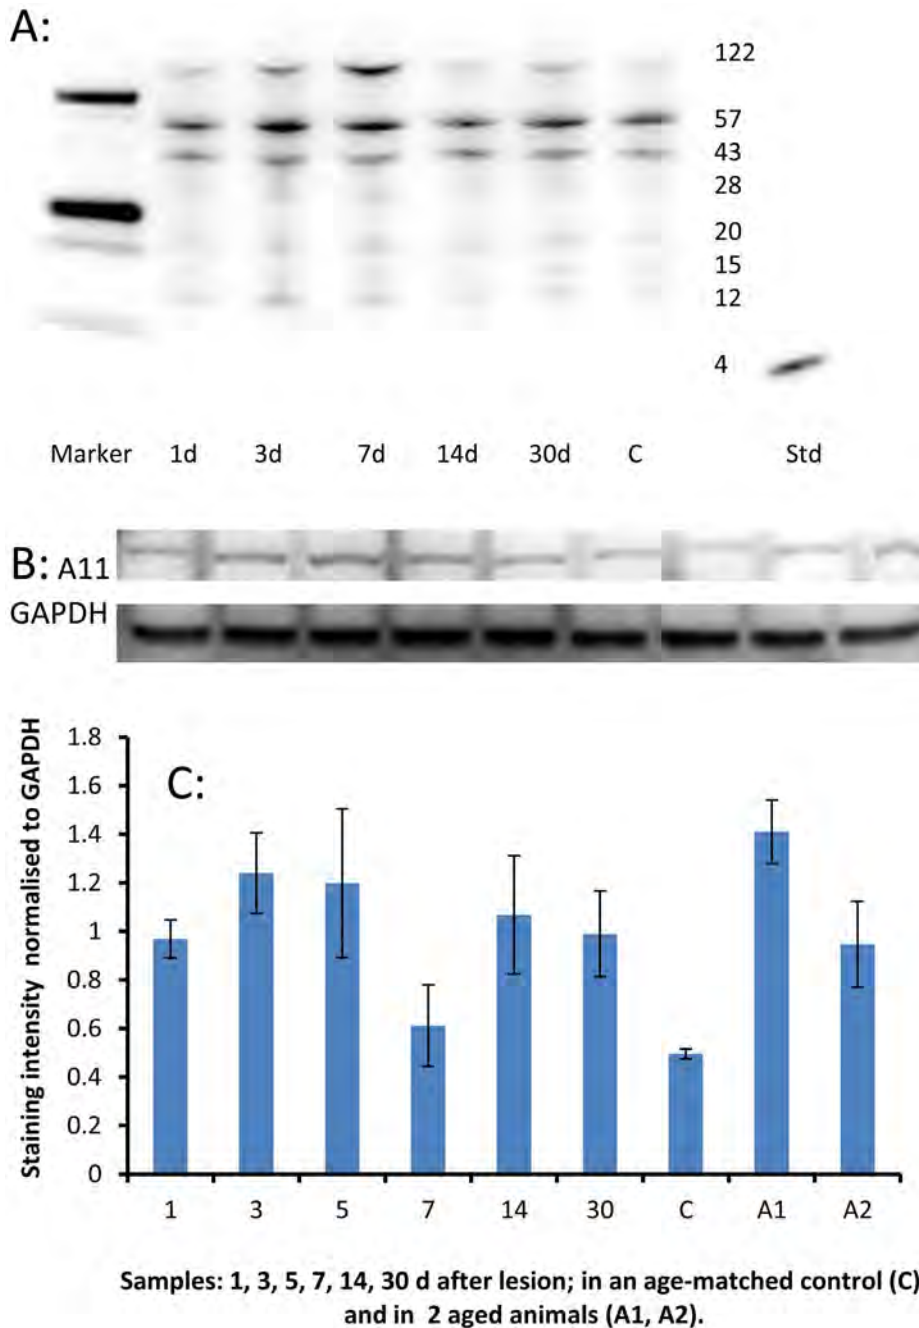 A:
122
57
43
28
20
15
12
4
Marker 1d 3d 7d 14d 30d C Std
B: A11
GAPDH
Staining intensity normalised to GAPDH
C:
1.8
1.6
1.4
1.2
1
0.8
0.6
0.4
0.2
0
1 3 5 7 14 30 C A1 A2
Samples: 1, 3, 5, 7, 14, 30 d after lesion; in an age-matched control (C)
and in 2 aged animals (A1, A2).